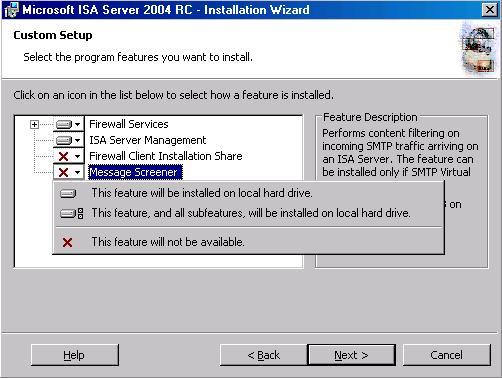 Microsoft ISA Server 2004 RC - Installation Wizard
Custom Setup
Select the program features you want to install.
Click on an icon in the list below to select how a feature is installed.
Firewall Services
ISA Server Management
Firewall Client Installation Share
Message Screener
This feature will be installed on local hard drive.
This feature, and all subfeatures, will be installed on local hard drive.
This feature will not be available.
Feature Description
Performs content filtering on
incoming SMTP traffic arriving on
an ISA Server. The feature can
be installed only if SMTP Virtual
on
Help
< Back
Next >
Cancel